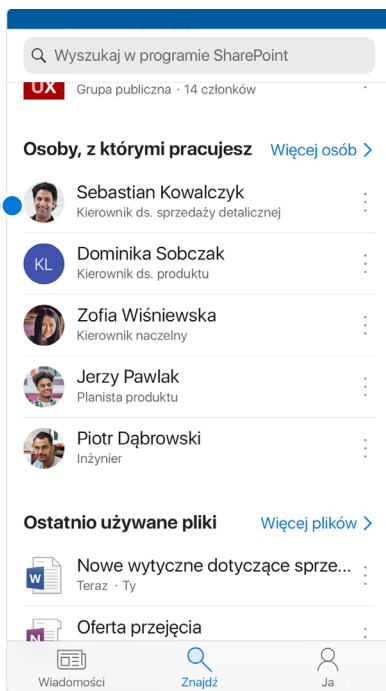 Wyszukaj w programie SharePoint
UX
Grupa publiczna · 14 członków
Osoby, z którymi pracujesz Więcej osób
Sebastian Kowalczyk
Kierownik ds. sprzedaży detalicznej
KL
Dominika Sobczak
Kierownik ds. produktu
Zofia Wiśniewska
Kierownik naczelny
Jerzy Pawlak
Planista produktu
Piotr Dąbrowski
Inżynier
Ostatnio używane pliki Więcej plików
W
Nowe wytyczne dotyczące sprze...
Teraz · Ty
N
Oferta przejęcia
Wiadomości Znajdź Ja